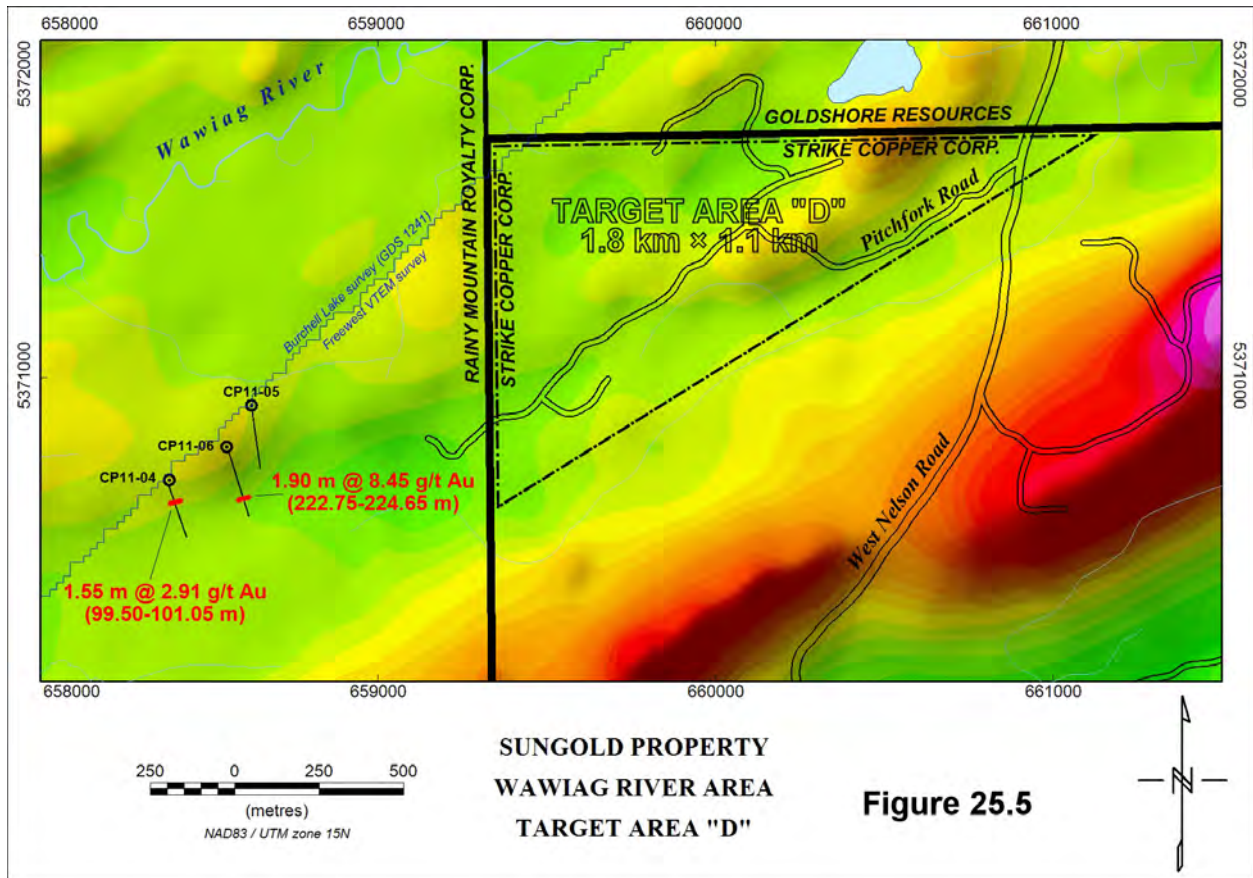 658000
659000
660000
661000
5372000
5372000
Wawiag River
GOLDSHORE RESOURCES
STRIKE COPPER CORP.
RAINY MOUNTAIN ROYALTY CORP.
STRIKE COPPER CORP.
TARGET AREA "D"
1.8 km × 1.1 km
Pitchfork Road
Burchell Lake survey (GDS 1241)
Freewest VTEM survey
5371000
5371000
CP11-05
CP11-06
CP11-04
1.90 m @ 8.45 g/t Au
(222.75-224.65 m)
West Nelson Road
1.55 m @ 2.91 g/t Au
(99.50-101.05 m)
658000
659000
660000
661000
250
0
250
500
(metres)
NAD83 / UTM zone 15N
SUNGOLD PROPERTY
WAWIAG RIVER AREA
TARGET AREA "D"
Figure 25.5
N